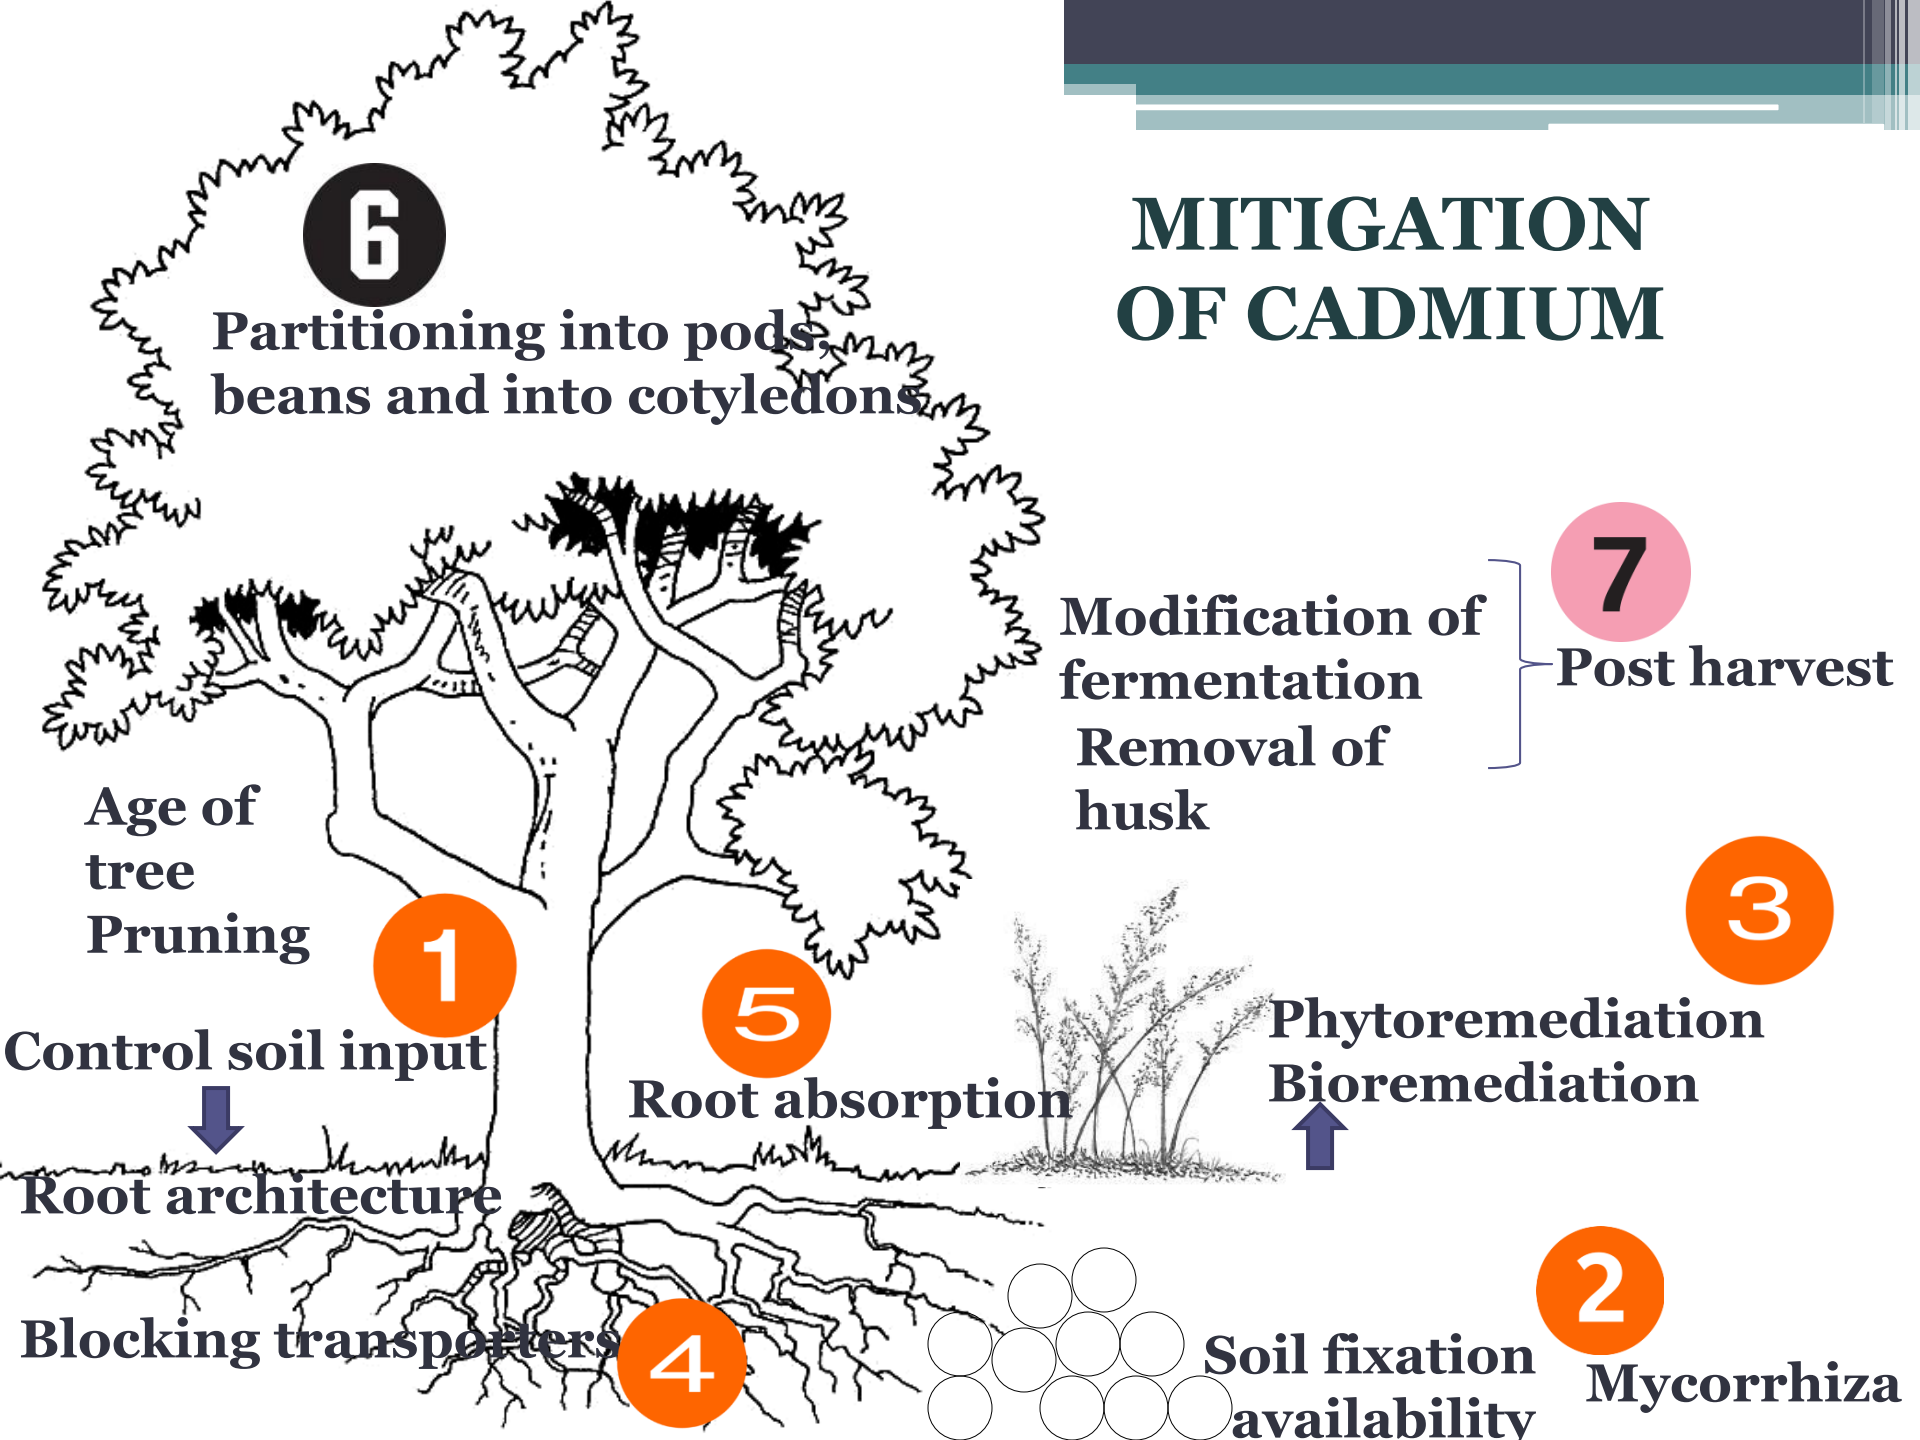 MITIGATION
OF CADMIUM
6
Partitioning into pods,
beans and into cotyledons
7
Modification of
fermentation
Post harvest
Removal of
husk
Age of
tree
Pruning
1
3
5
Control soil input
Phytoremediation
Bioremediation
Root absorption
Root architecture
2
Blocking transporters
4
Soil fixation
availability
Mycorrhiza